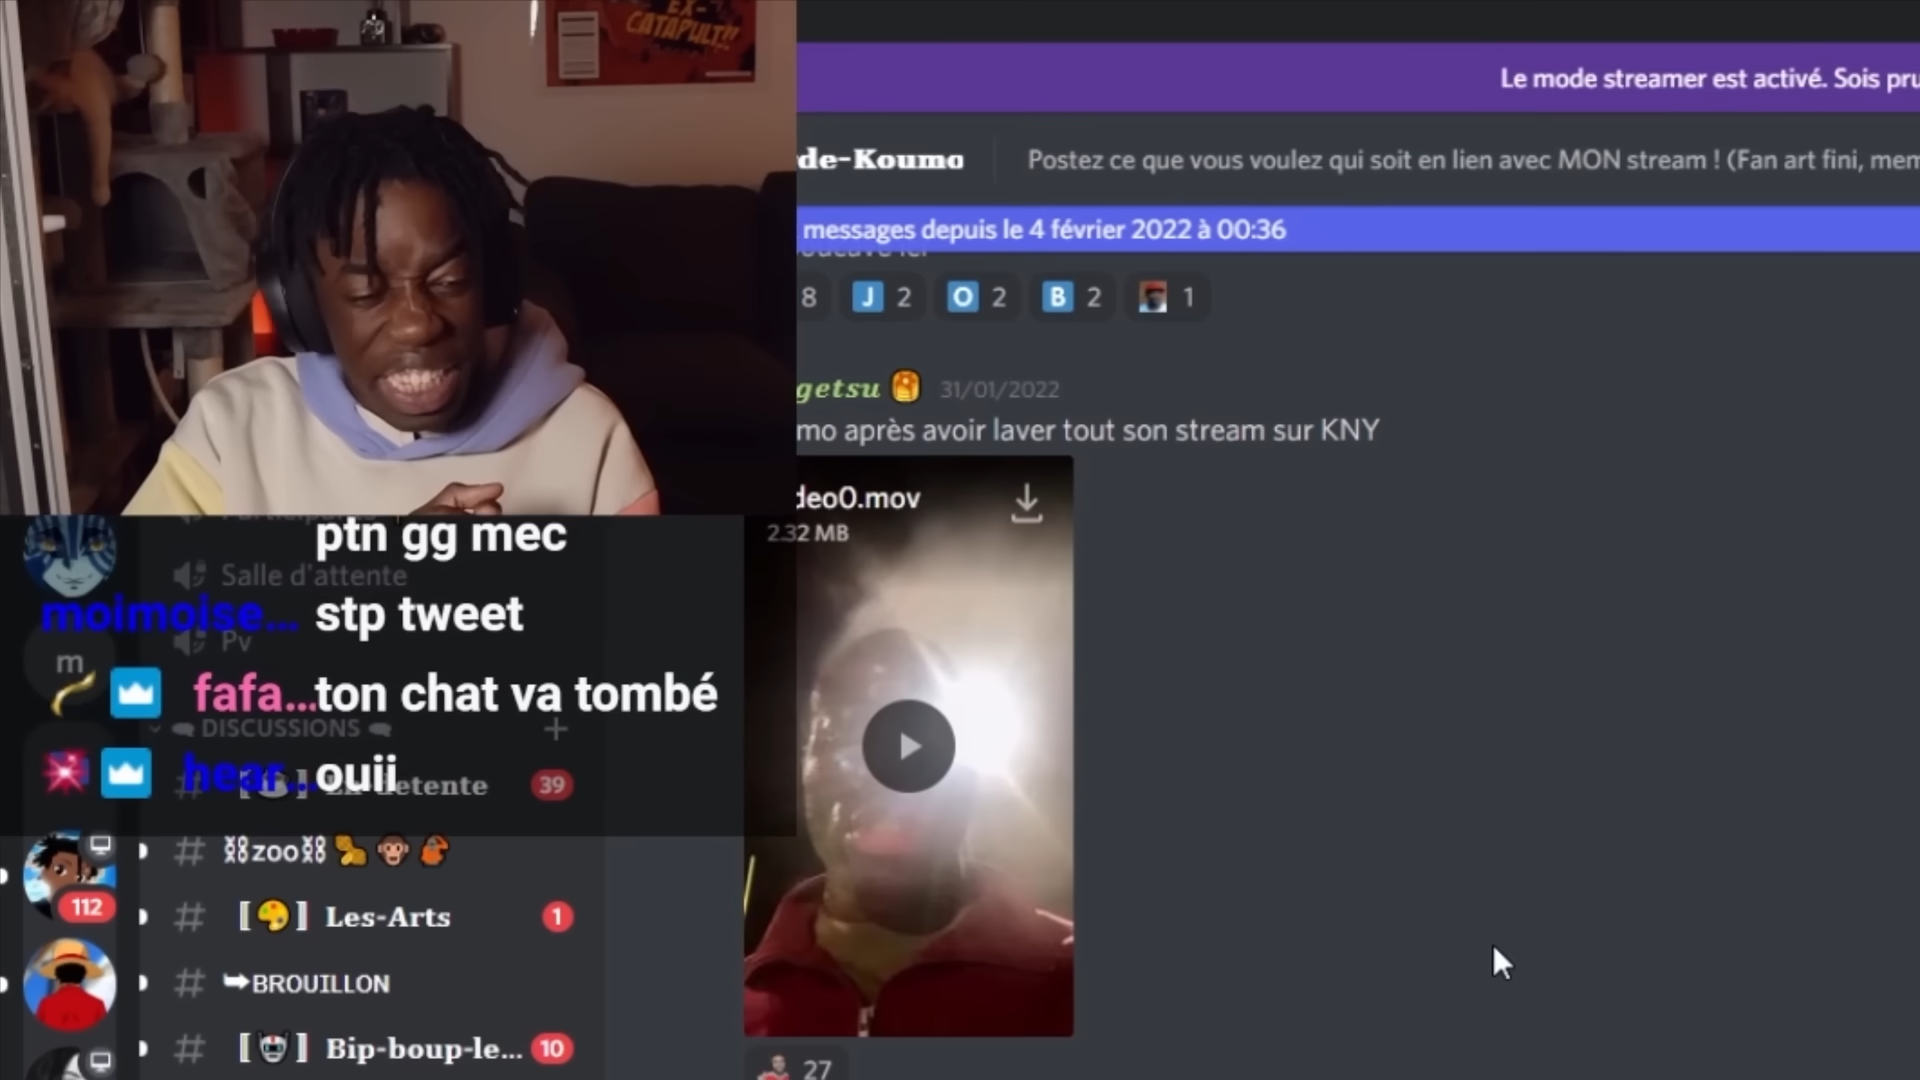 EX-
CATAPULT!!
Le mode streamer est activé. Sois pru
de-Koumo
Postez ce que vous voulez qui soit en lien avec MON stream ! (Fan art fini, mem
messages depuis le 4 février 2022 à 00:36
8
J 2
O 2
B 2
1
getsu
31/01/2022
mo après avoir laver tout son stream sur KNY
deo0.mov
2.32 MB
ptn gg mec
Salle d'attente
moimoise... stp tweet
Pv
m
fafa... ton chat va tombé
DISCUSSIONS
hear... ouii
detente
39
zoo
112
[ ] Les-Arts
1
BROUILLON
[ ] Bip-boup-le...
10
27